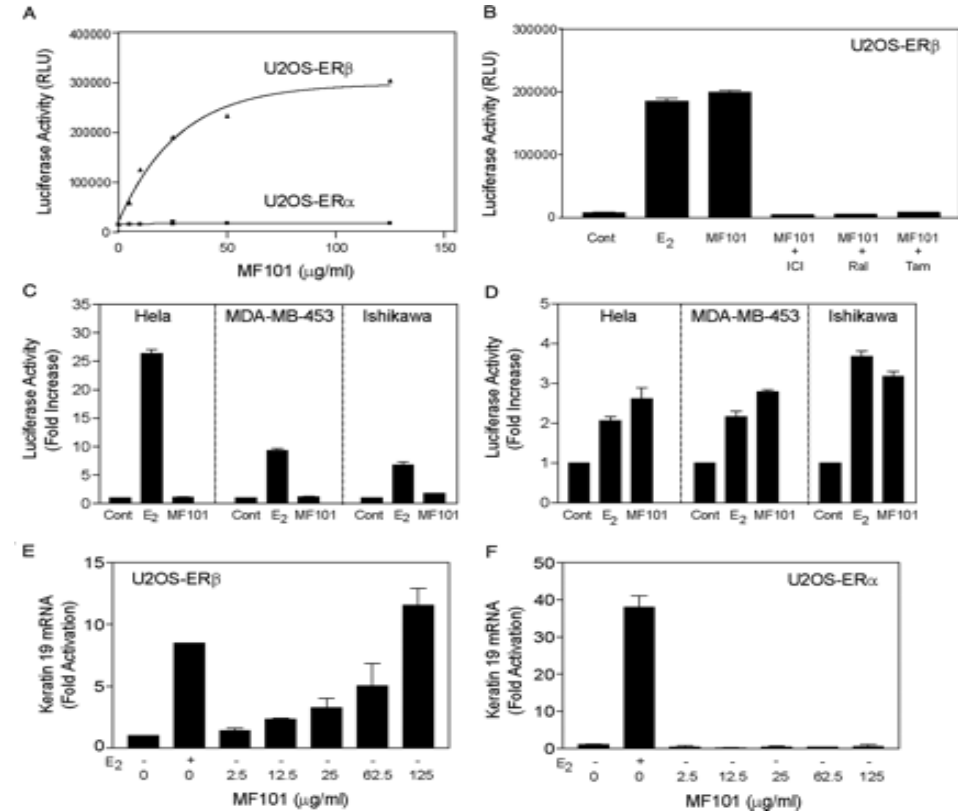 A
Luciferase Activity (RLU)
400000
300000
200000
100000
0
U2OS-ERβ
U2OS-ERα
0 50 100 150
MF101 (μg/ml)
B
Luciferase Activity (RLU)
300000
200000
100000
0
U2OS-ERβ
Cont E2 MF101 MF101 MF101 MF101
+ + +
ICI Ral Tam
C
Luciferase Activity
(Fold Increase)
35
30
25
20
15
10
5
0
Hela MDA-MB-453 Ishikawa
Cont E2 MF101 Cont E2 MF101 Cont E2 MF101
D
Luciferase Activity
(Fold Increase)
5
4
3
2
1
0
Hela MDA-MB-453 Ishikawa
Cont E2 MF101 Cont E2 MF101 Cont E2 MF101
E
Keratin 19 mRNA
(Fold Activation)
15
10
5
0
U2OS-ERβ
E2 - + - - - - -
0 0 2.5 12.5 25 62.5 125
MF101 (μg/ml)
F
Keratin 19 mRNA
(Fold Activation)
50
40
30
20
10
0
U2OS-ERα
E2 - + - - - - -
0 0 2.5 12.5 25 62.5 125
MF101 (μg/ml)